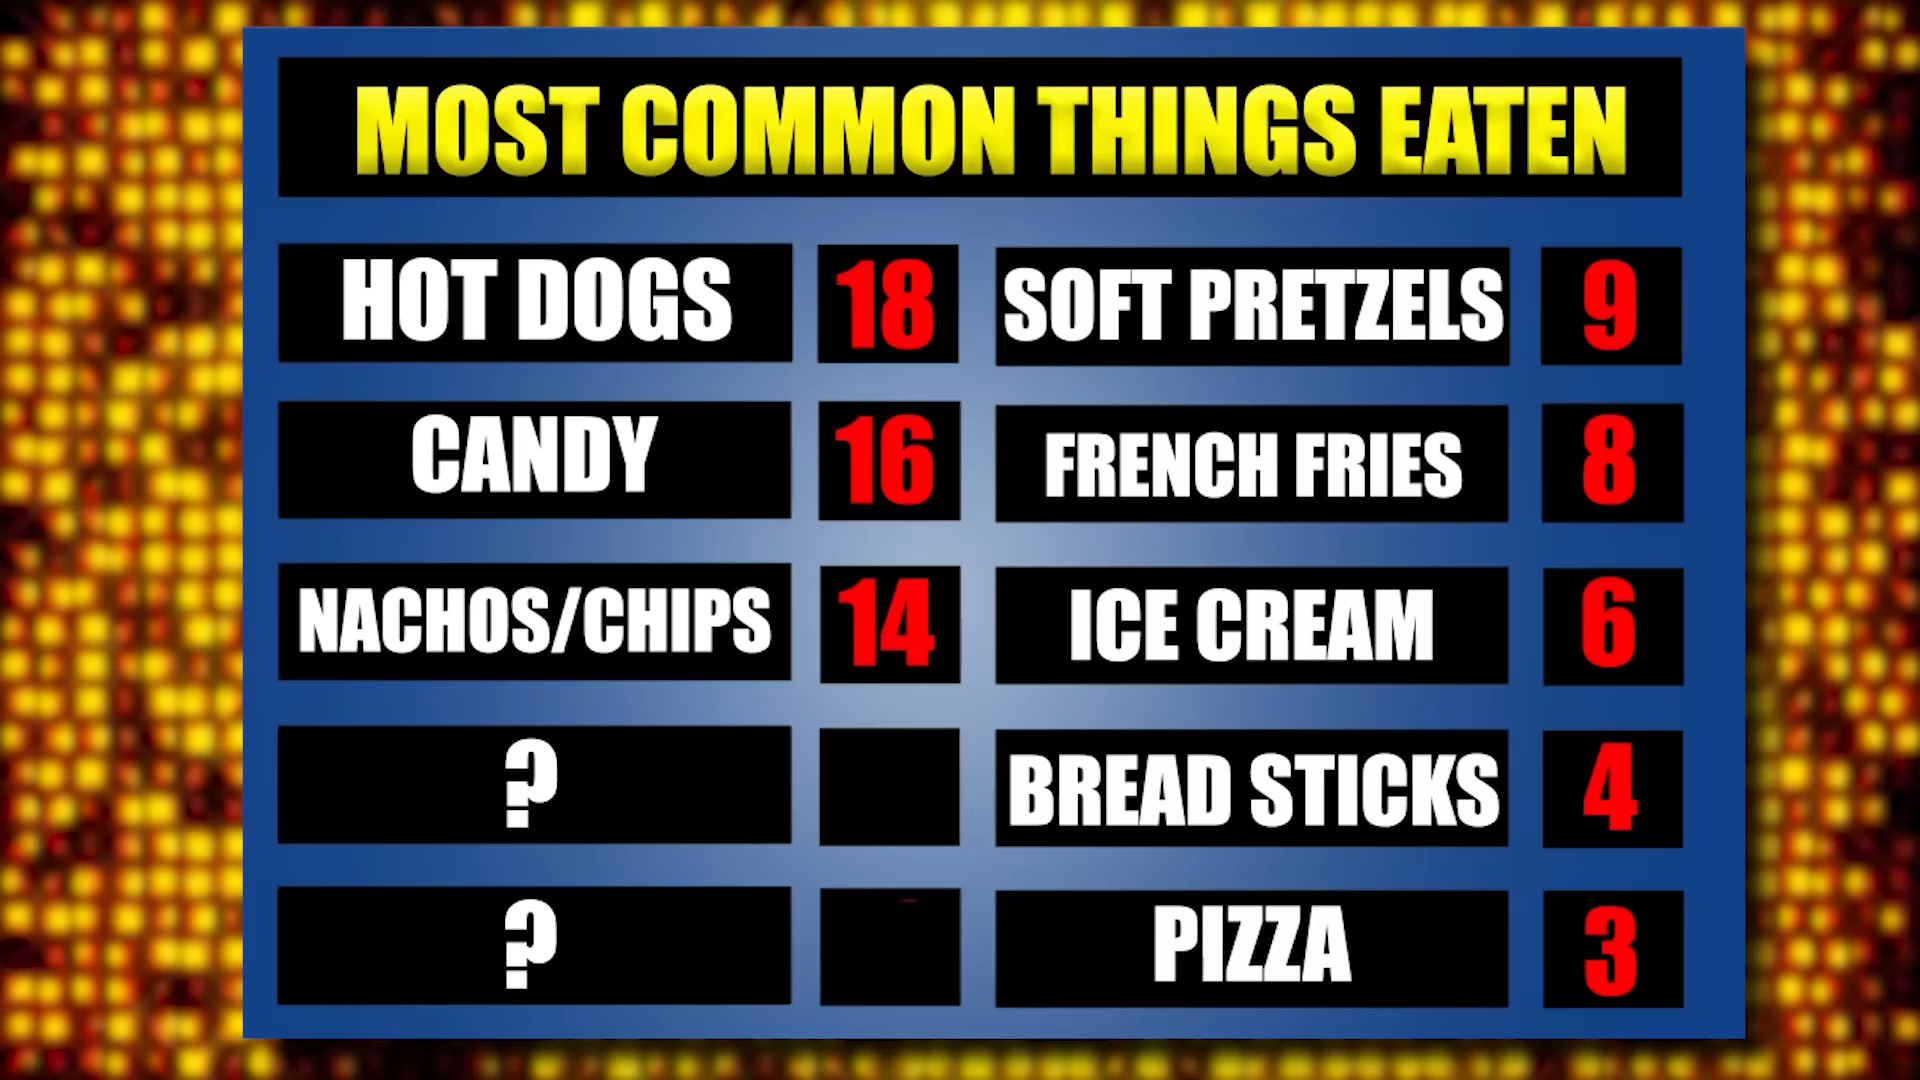 MOST COMMON THINGS EATEN
HOT DOGS 18
CANDY 16
NACHOS/CHIPS 14
?
?
SOFT PRETZELS 9
FRENCH FRIES 8
ICE CREAM 6
BREAD STICKS 4
PIZZA 3